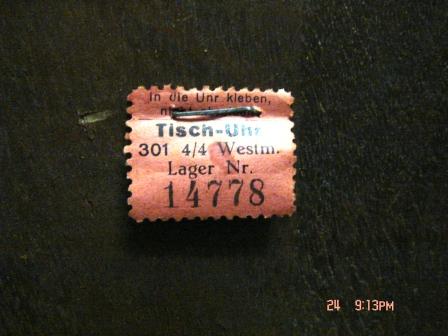 In die Uhr kleben,
Tisch-Uhr
301 4/4 Westm.
Lager Nr.
14778
24 9:13PM